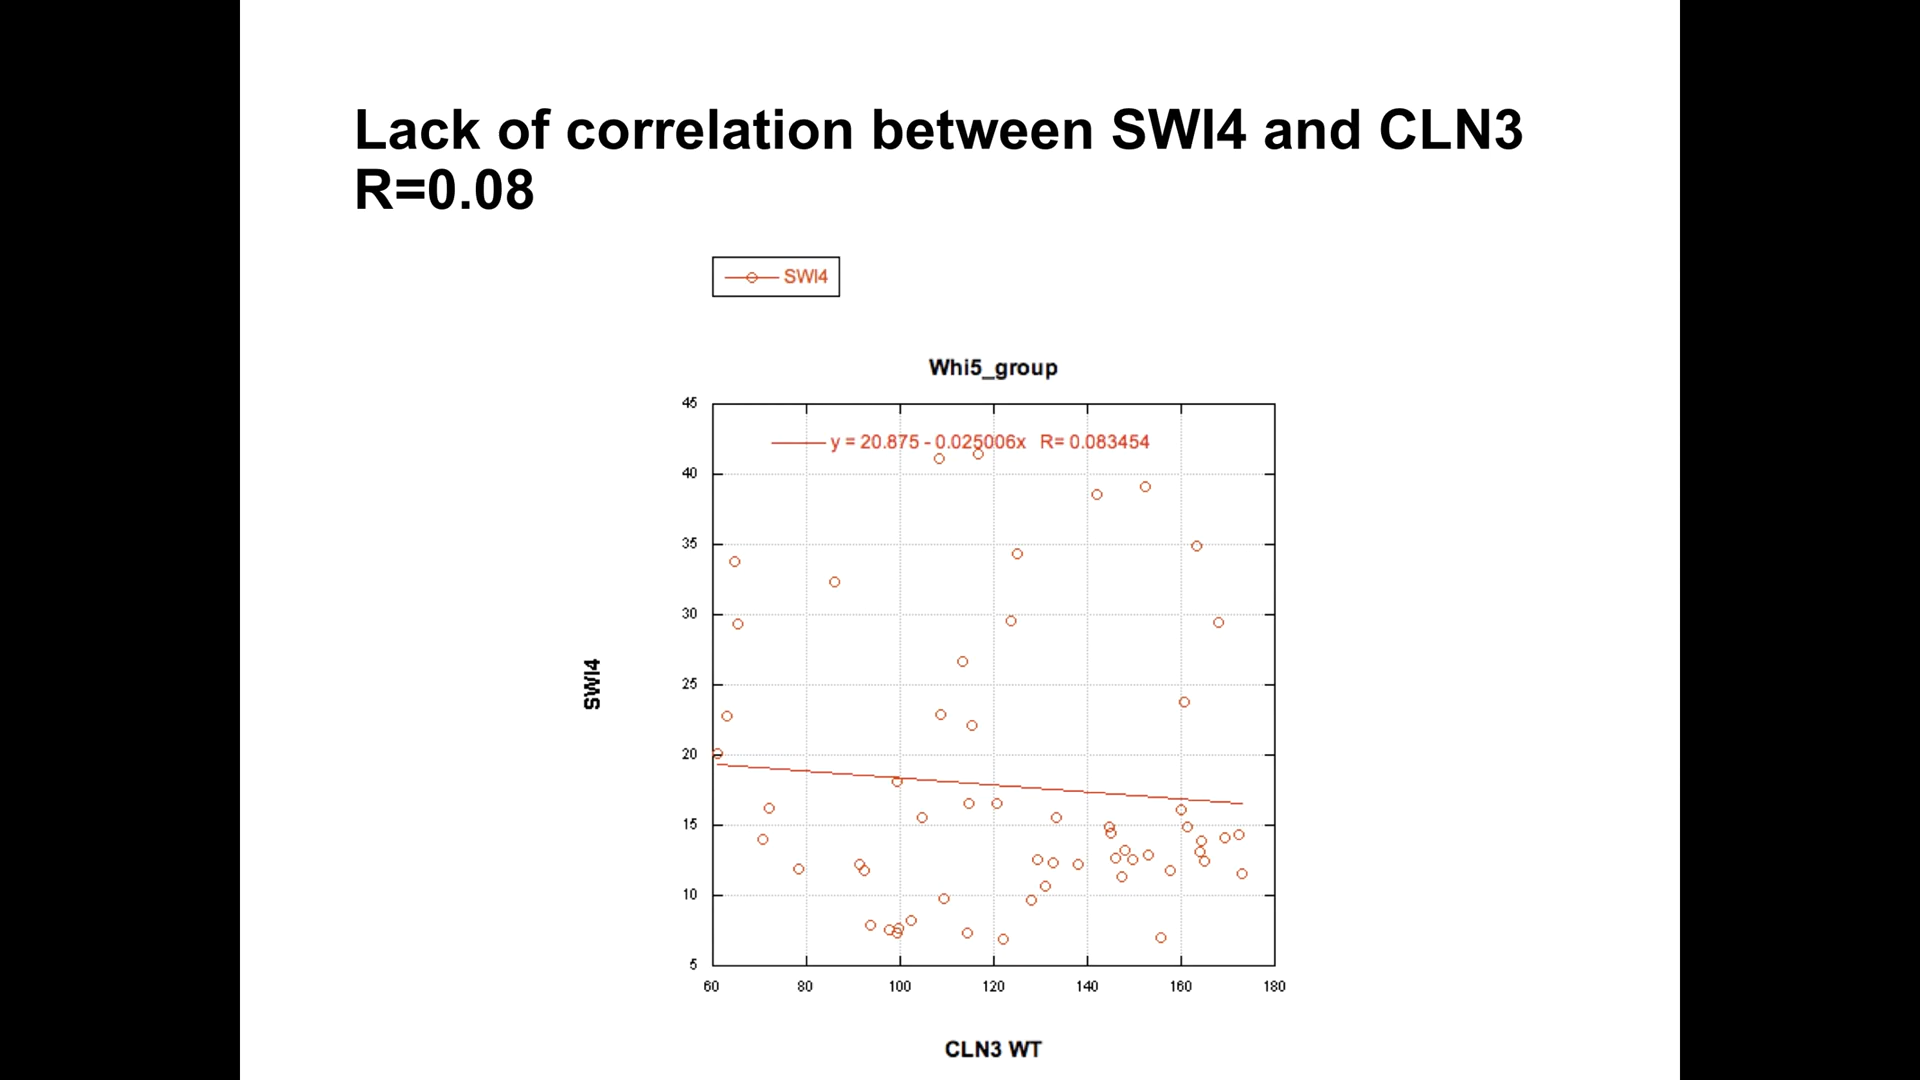 Lack of correlation between SWI4 and CLN3
R=0.08
SWI4
Whi5_group
y = 20.875 - 0.025006x R= 0.083454
45
40
35
30
25
20
15
10
5
SWI4
60 80 100 120 140 160 180
CLN3 WT